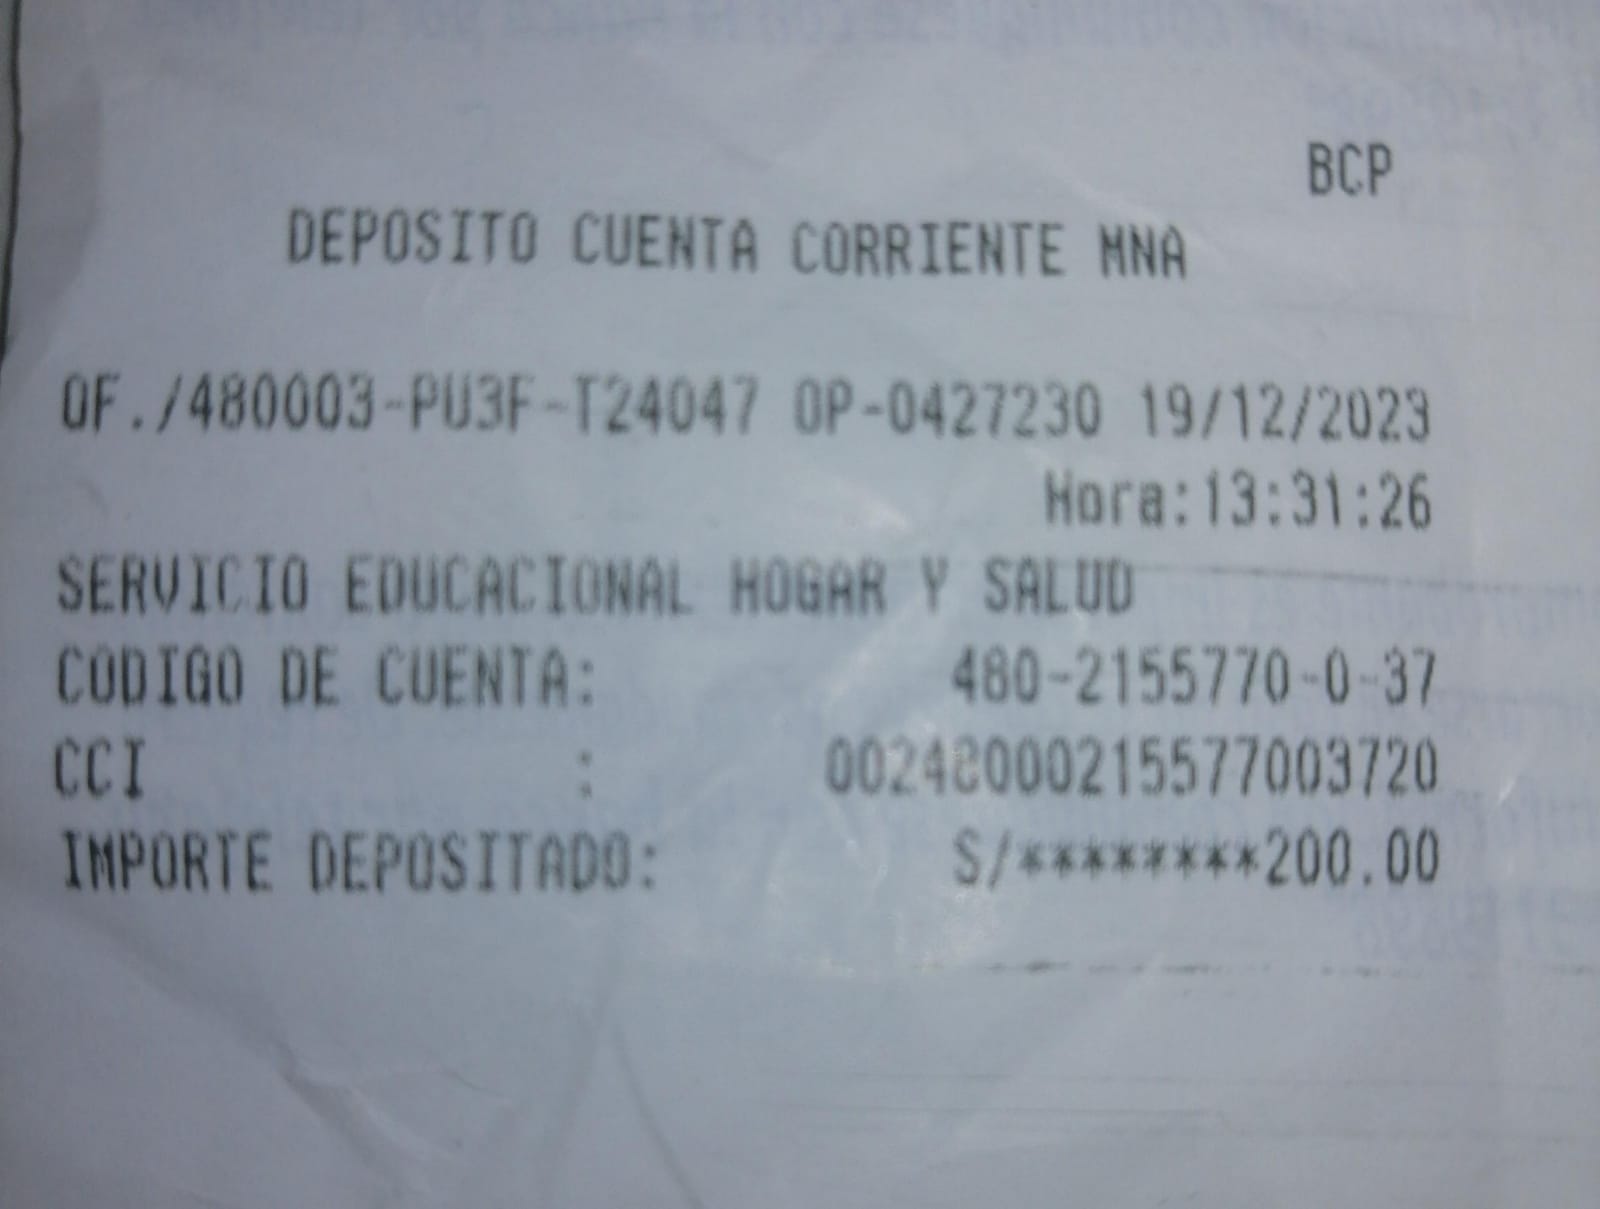 BCP
DEPOSITO CUENTA CORRIENTE MNA
OF./480003-PU3F-T24047 OP-0427230 19/12/2023
Hora:13:31:26
SERVICIO EDUCACIONAL HOGAR Y SALUD
CODIGO DE CUENTA: 480-2155770-0-37
CCI : 00248000215577003720
IMPORTE DEPOSITADO: S/********200.00